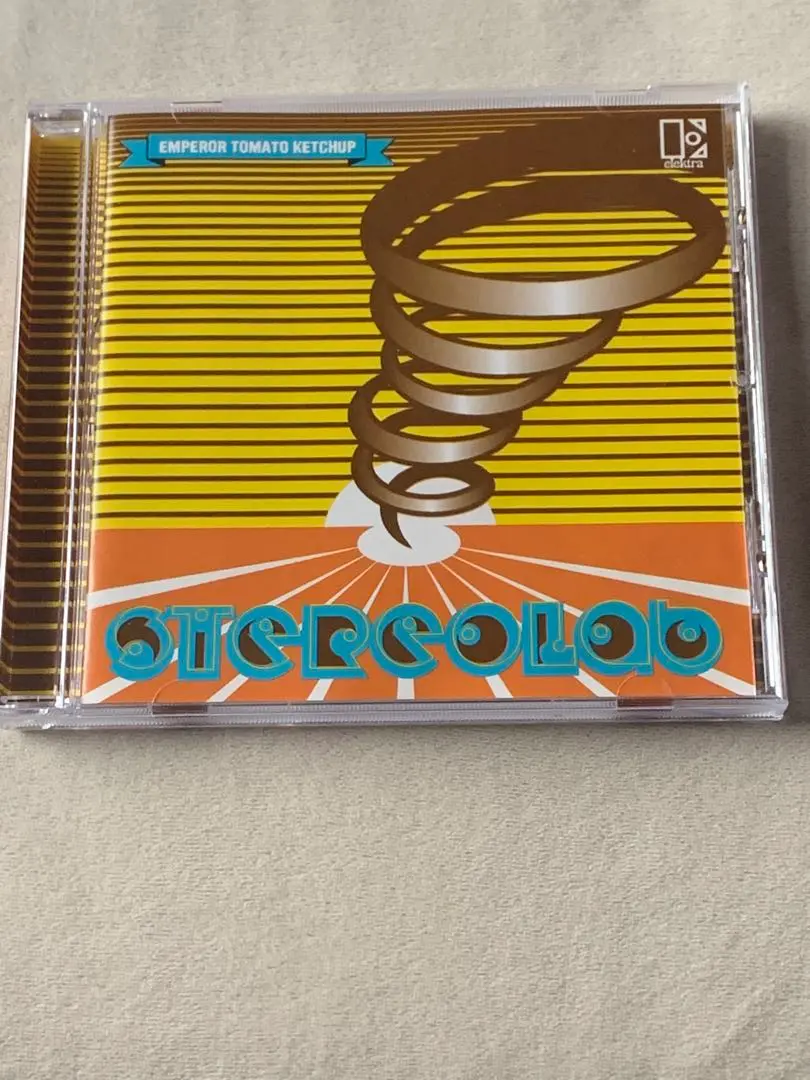 EMPEROR TOMATO KETCHUP
elektra
STEREOLAB